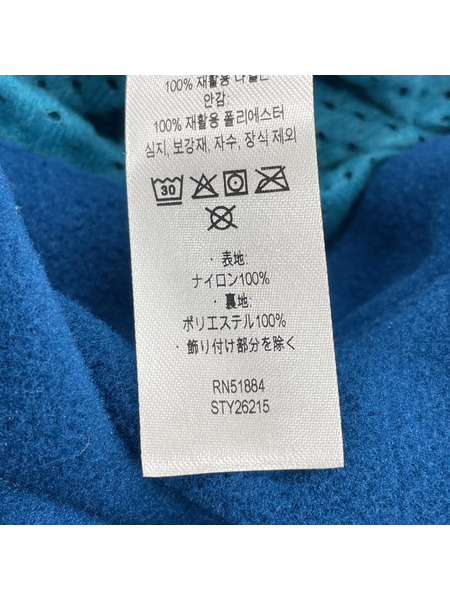 100% 재활용 나일론
안감:
100% 재활용 폴리에스터
심지, 보강재, 자수, 장식 제외
30
· 表地:
ナイロン100%
· 裏地:
ポリエステル100%
· 飾り付け部分を除く
RN51884
STY26215